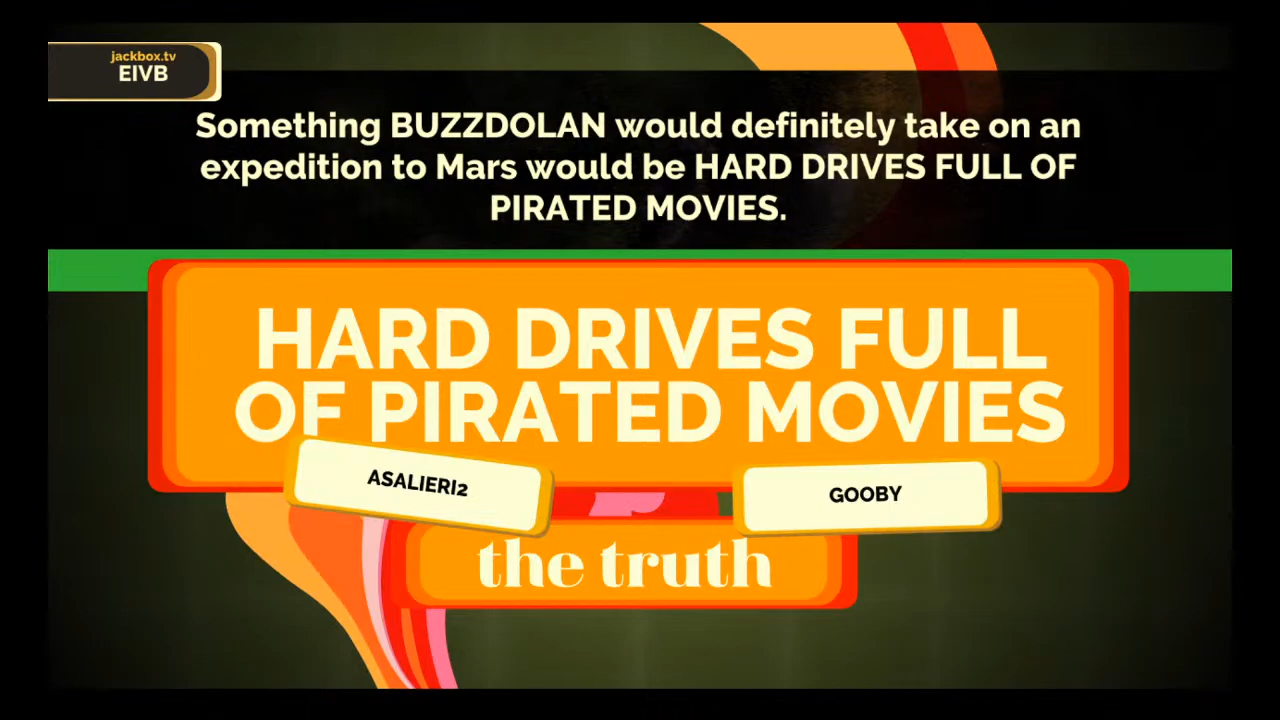 jackbox.tv
EIVB
Something BUZZDOLAN would definitely take on an
expedition to Mars would be HARD DRIVES FULL OF
PIRATED MOVIES.
HARD DRIVES FULL
OF PIRATED MOVIES
ASALIERI2
GOOBY
the truth